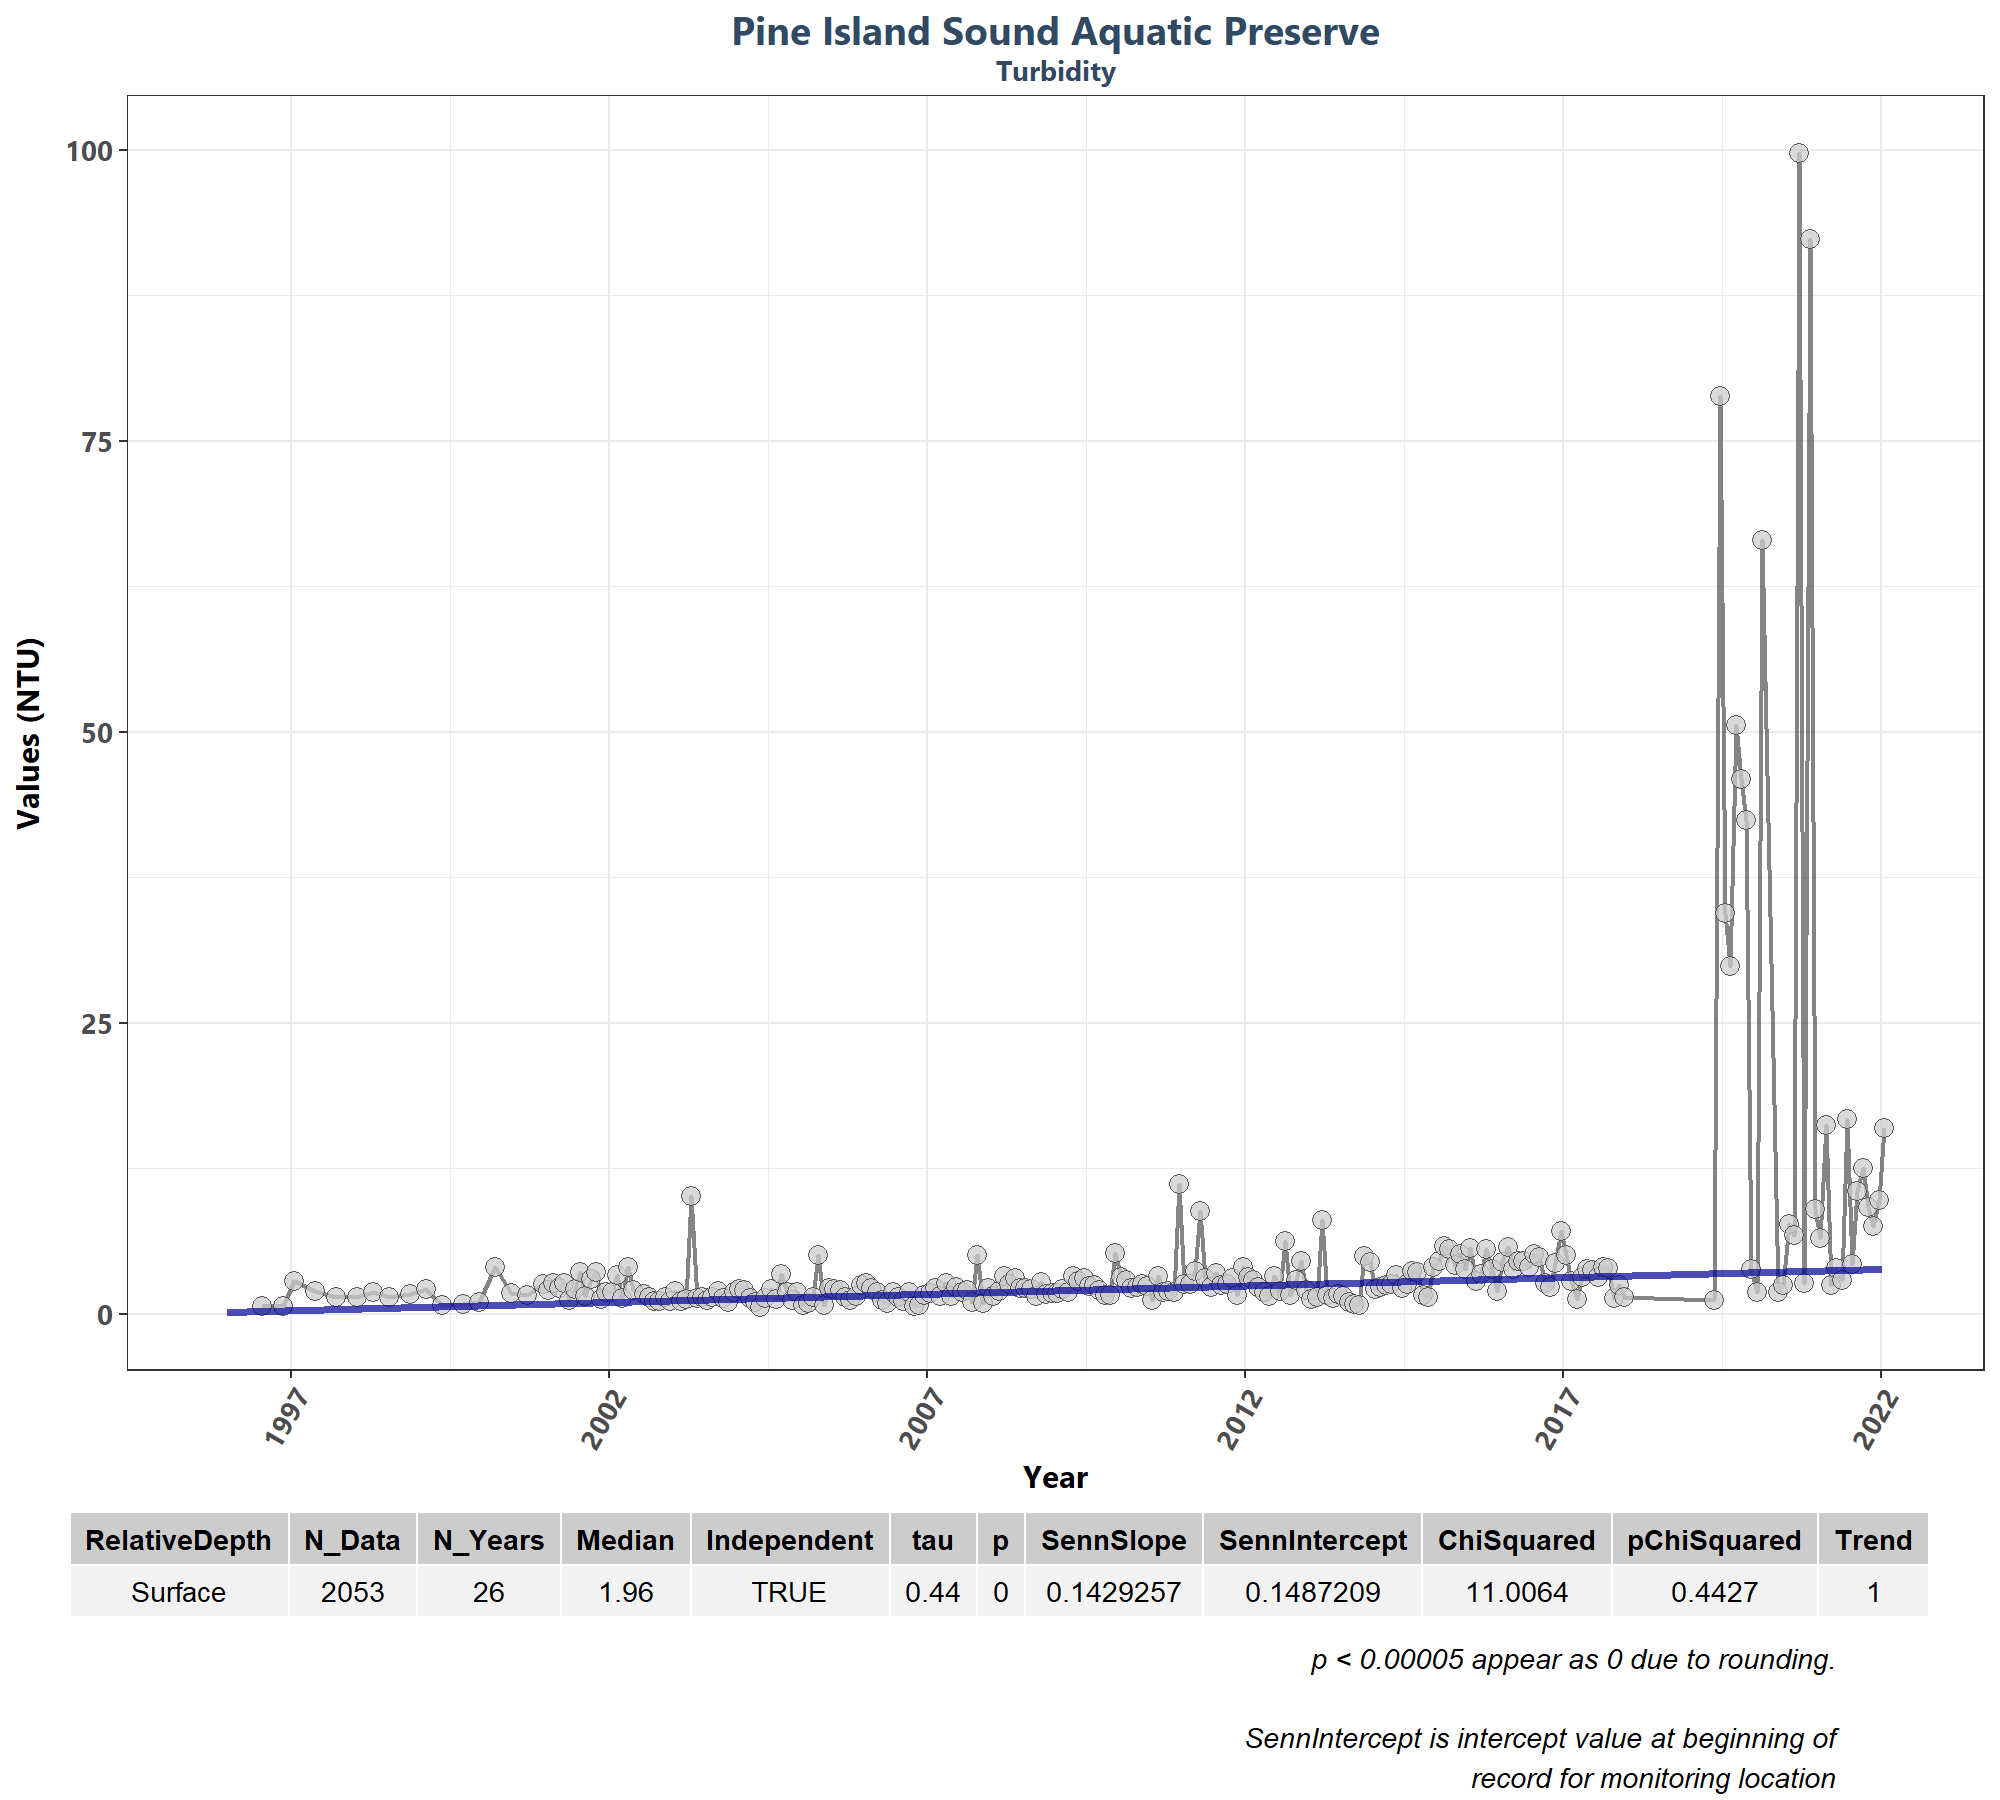 Pine Island Sound Aquatic Preserve
Turbidity
Values (NTU)
100
75
50
25
0
1997
2002
2007
2012
2017
2022
Year
RelativeDepth N_Data N_Years Median Independent tau p SennSlope SennIntercept ChiSquared pChiSquared Trend
Surface 2053 26 1.96 TRUE 0.44 0 0.1429257 0.1487209 11.0064 0.4427 1
p < 0.00005 appear as 0 due to rounding.
SennIntercept is intercept value at beginning of
record for monitoring location